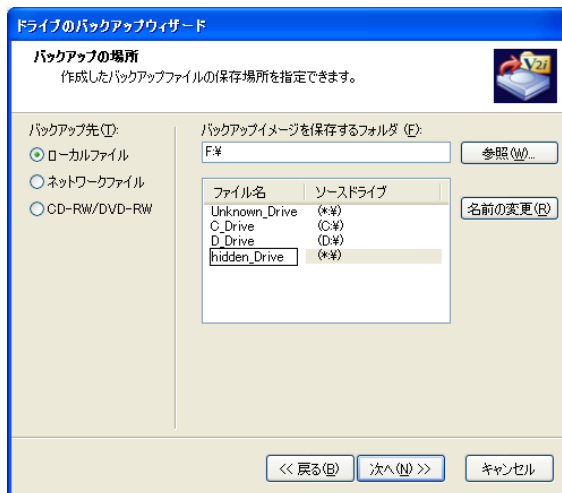 ドライブのバックアップウィザード
バックアップの場所
作成したバックアップファイルの保存場所を指定できます。
V2i
バックアップ先(T):
ローカルファイル
ネットワークファイル
CD-RW/DVD-RW
バックアップイメージを保存するフォルダ (F):
F:¥
参照(W)...
ファイル名 ソースドライブ
Unknown_Drive (*:¥)
C_Drive (C:¥)
D_Drive (D:¥)
hidden_Drive (*:¥)
名前の変更(R)
<< 戻る(B)
次へ(N) >>
キャンセル